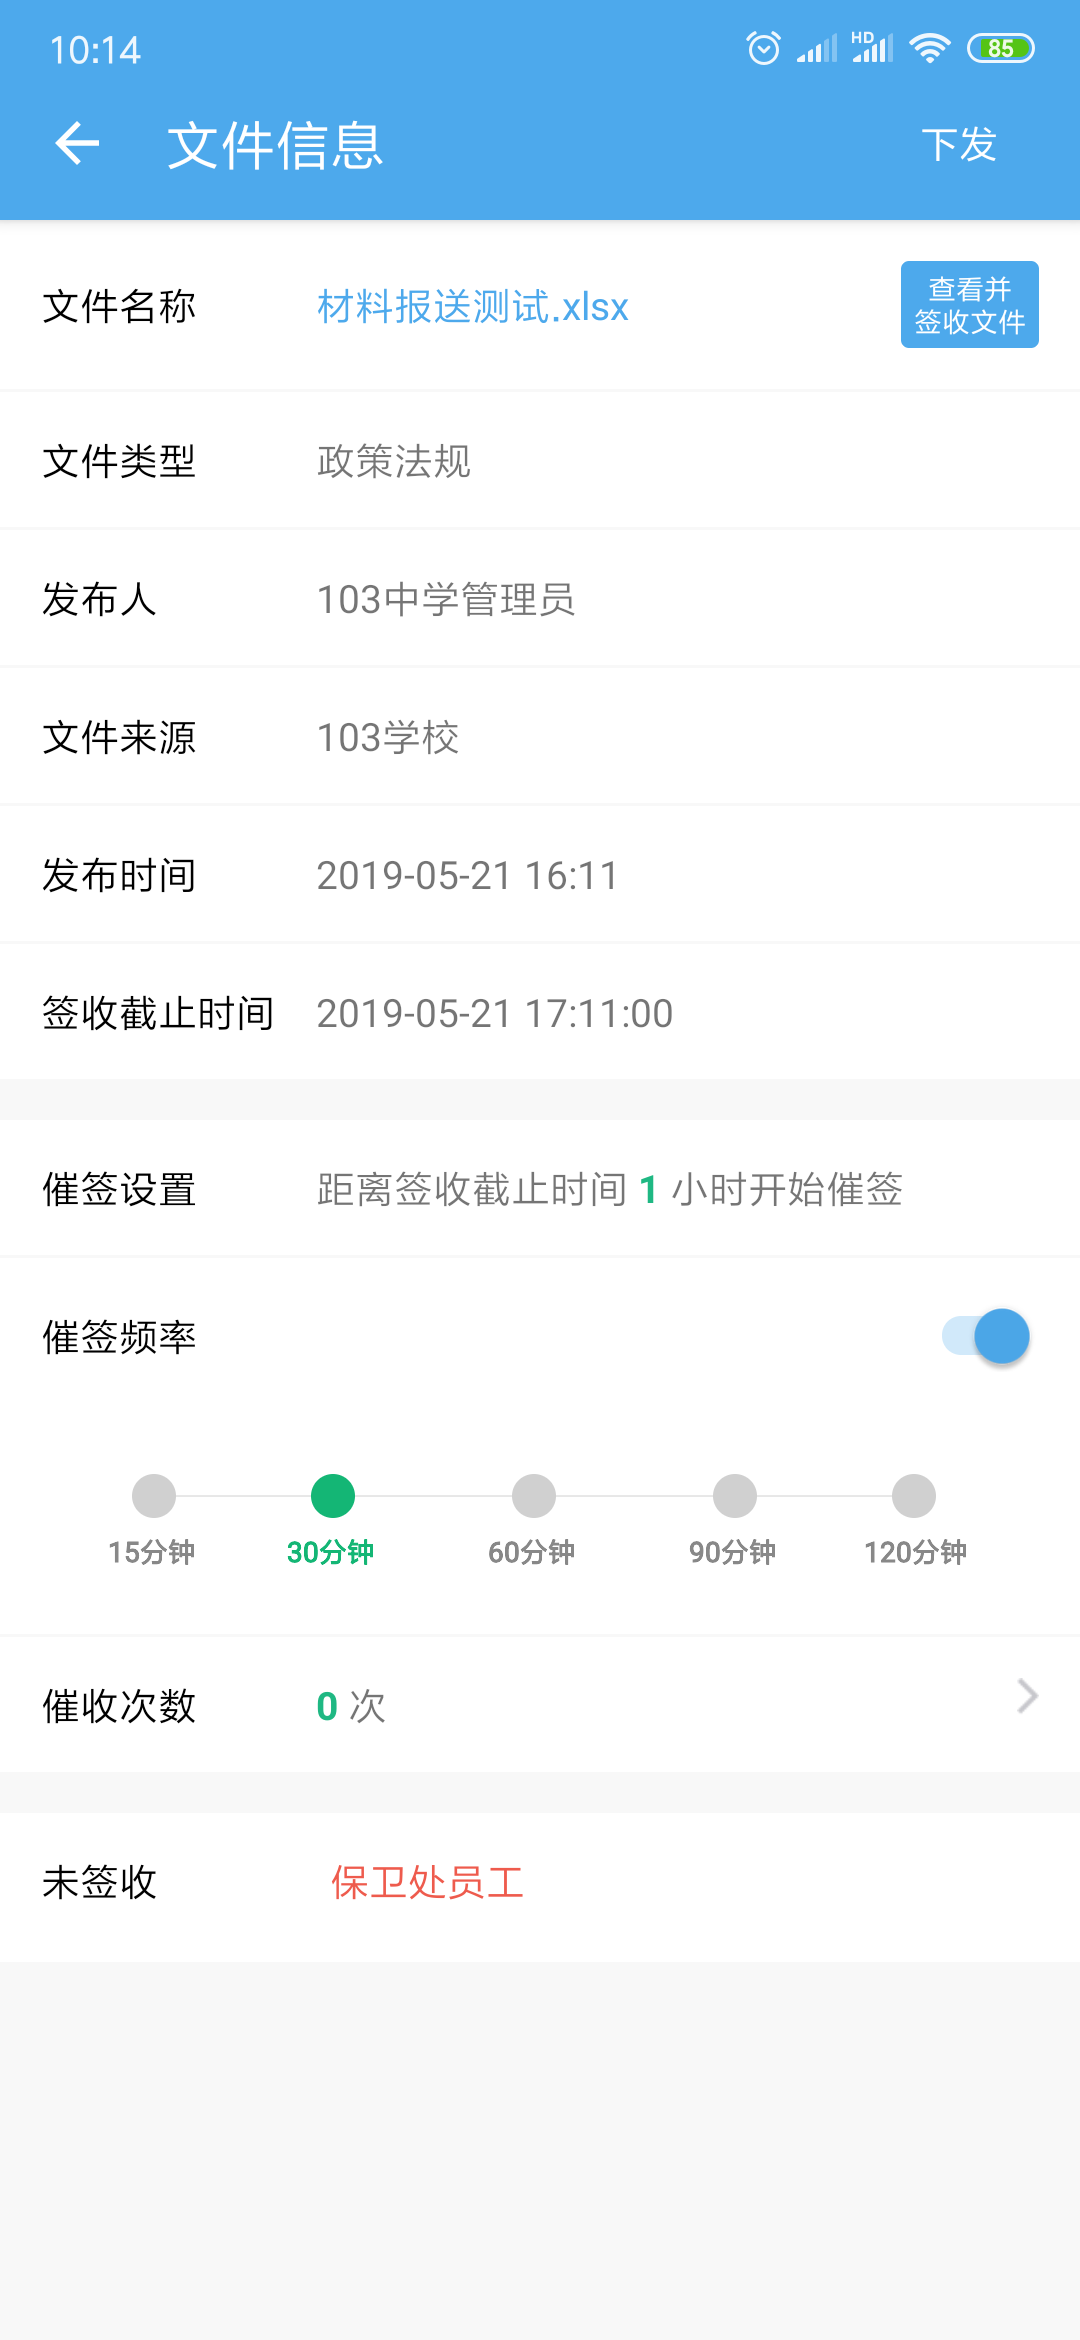 10:14
HD
85
文件信息
下发
文件名称
材料报送测试.xlsx
查看并
签收文件
文件类型
政策法规
发布人
103中学管理员
文件来源
103学校
发布时间
2019-05-21 16:11
签收截止时间
2019-05-21 17:11:00
催签设置
距离签收截止时间 1 小时开始催签
催签频率
15分钟
30分钟
60分钟
90分钟
120分钟
催收次数
0 次
未签收
保卫处员工